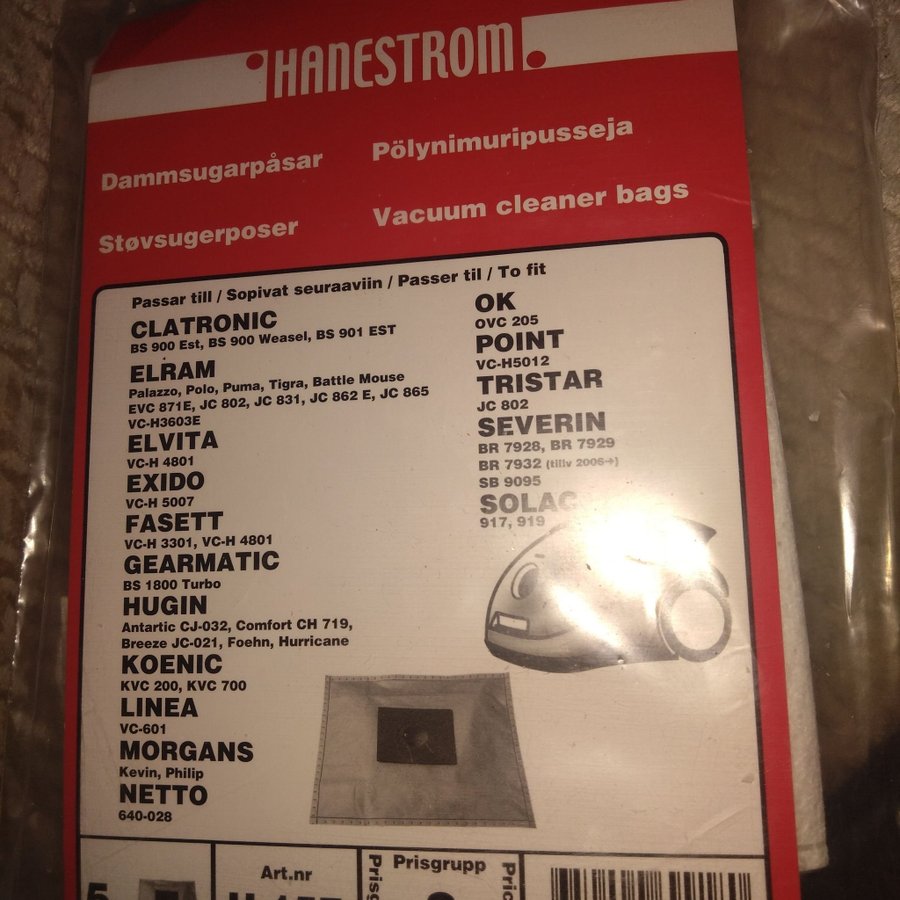 HANESTROM
Dammsugarpåsar
Pölynimuripusseja
Støvsugerposer
Vacuum cleaner bags
Passar till / Sopivat seuraaviin / Passer til / To fit
CLATRONIC
BS 900 Est, BS 900 Weasel, BS 901 EST
ELRAM
Palazzo, Polo, Puma, Tigra, Battle Mouse
EVC 871E, JC 802, JC 831, JC 862 E, JC 865
VC-H3603E
ELVITA
VC-H 4801
EXIDO
VC-H 5007
FASETT
VC-H 3301, VC-H 4801
GEARMATIC
BS 1800 Turbo
HUGIN
Antartic CJ-032, Comfort CH 719,
Breeze JC-021, Foehn, Hurricane
KOENIC
KVC 200, KVC 700
LINEA
VC-601
MORGANS
Kevin, Philip
NETTO
640-028
OK
OVC 205
POINT
VC-H5012
TRISTAR
JC 802
SEVERIN
BR 7928, BR 7929
BR 7932 (tillv 2006→)
SB 9095
SOLAC
917, 919
5
Art.nr
Prisgrupp